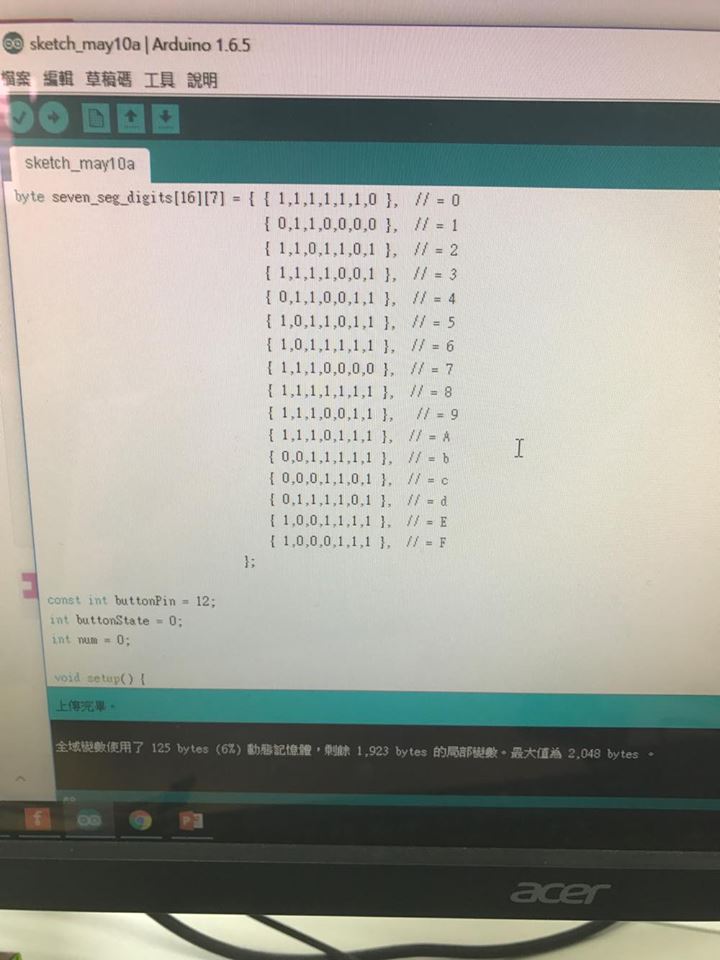 sketch_may10a | Arduino 1.6.5
檔案 編輯 草稿碼 工具 說明
sketch_may10a
byte seven_seg_digits[16][7] = { { 1,1,1,1,1,1,0 }, // = 0
{ 0,1,1,0,0,0,0 }, // = 1
{ 1,1,0,1,1,0,1 }, // = 2
{ 1,1,1,1,0,0,1 }, // = 3
{ 0,1,1,0,0,1,1 }, // = 4
{ 1,0,1,1,0,1,1 }, // = 5
{ 1,0,1,1,1,1,1 }, // = 6
{ 1,1,1,0,0,0,0 }, // = 7
{ 1,1,1,1,1,1,1 }, // = 8
{ 1,1,1,0,0,1,1 }, // = 9
{ 1,1,1,0,1,1,1 }, // = A
{ 0,0,1,1,1,1,1 }, // = b
{ 0,0,0,1,1,0,1 }, // = c
{ 0,1,1,1,1,0,1 }, // = d
{ 1,0,0,1,1,1,1 }, // = E
{ 1,0,0,0,1,1,1 }, // = F
};
const int buttonPin = 12;
int buttonState = 0;
int num = 0;
void setup() {
上傳完畢。
全域變數使用了 125 bytes (6%) 動態記憶體，剩餘 1,923 bytes 的局部變數。最大值為 2,048 bytes 。
acer